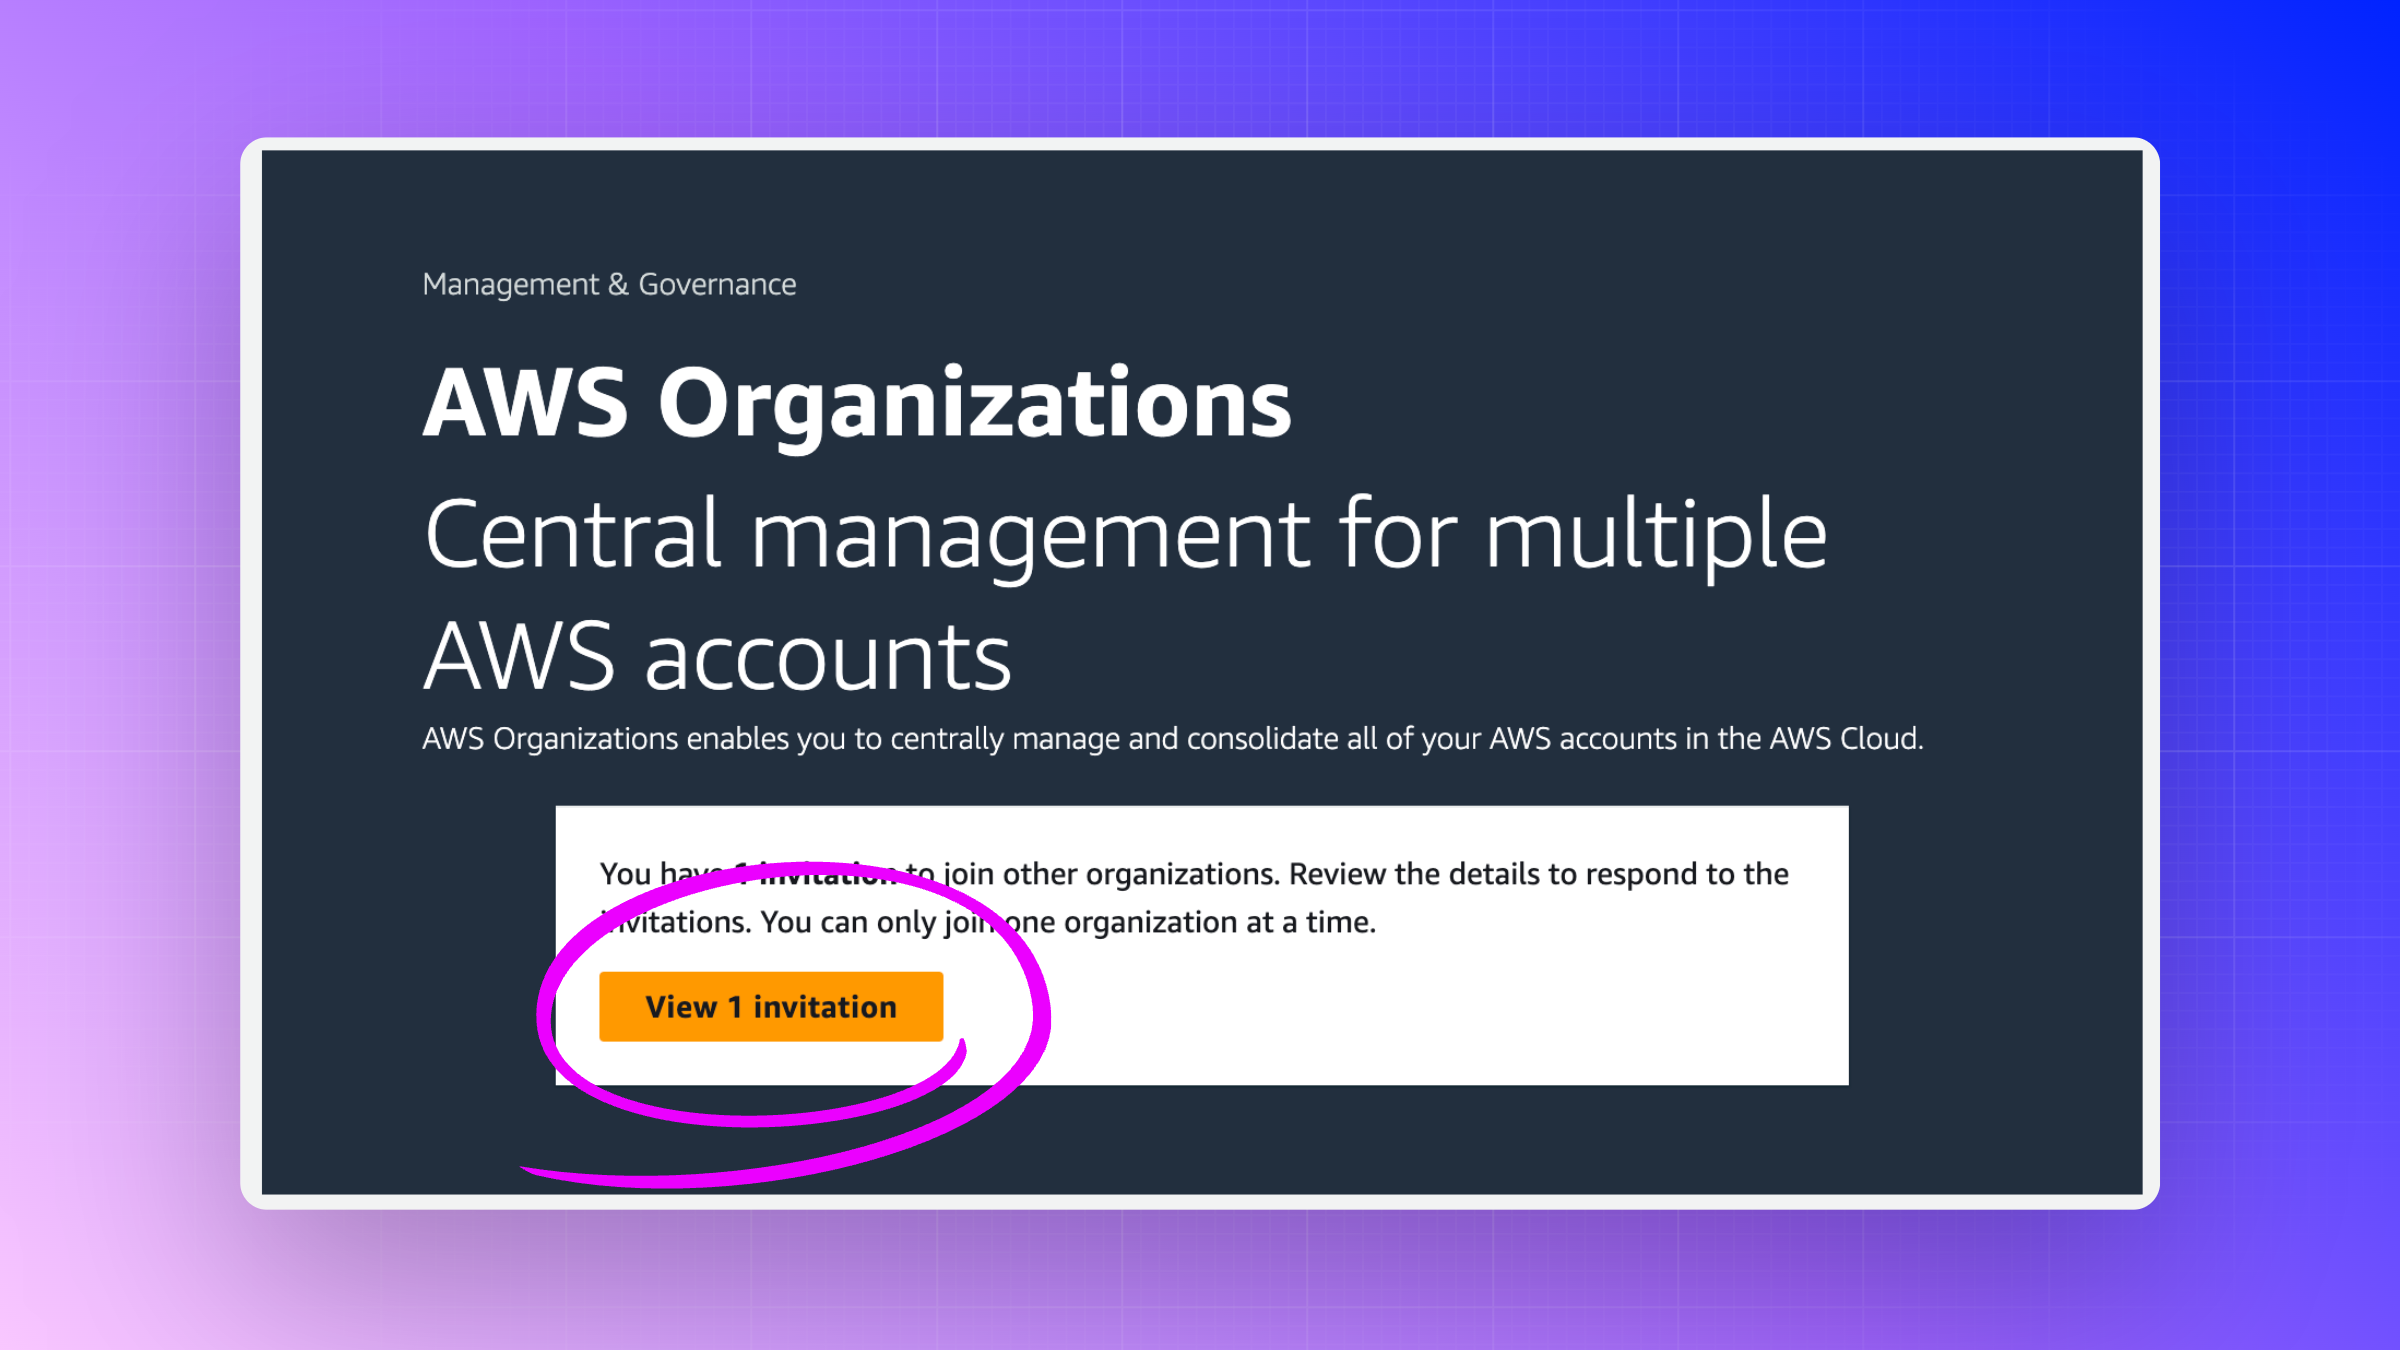 Management & Governance
AWS Organizations
Central management for multiple
AWS accounts
AWS Organizations enables you to centrally manage and consolidate all of your AWS accounts in the AWS Cloud.
You have 1 invitation to join other organizations. Review the details to respond to the
invitations. You can only join one organization at a time.
View 1 invitation